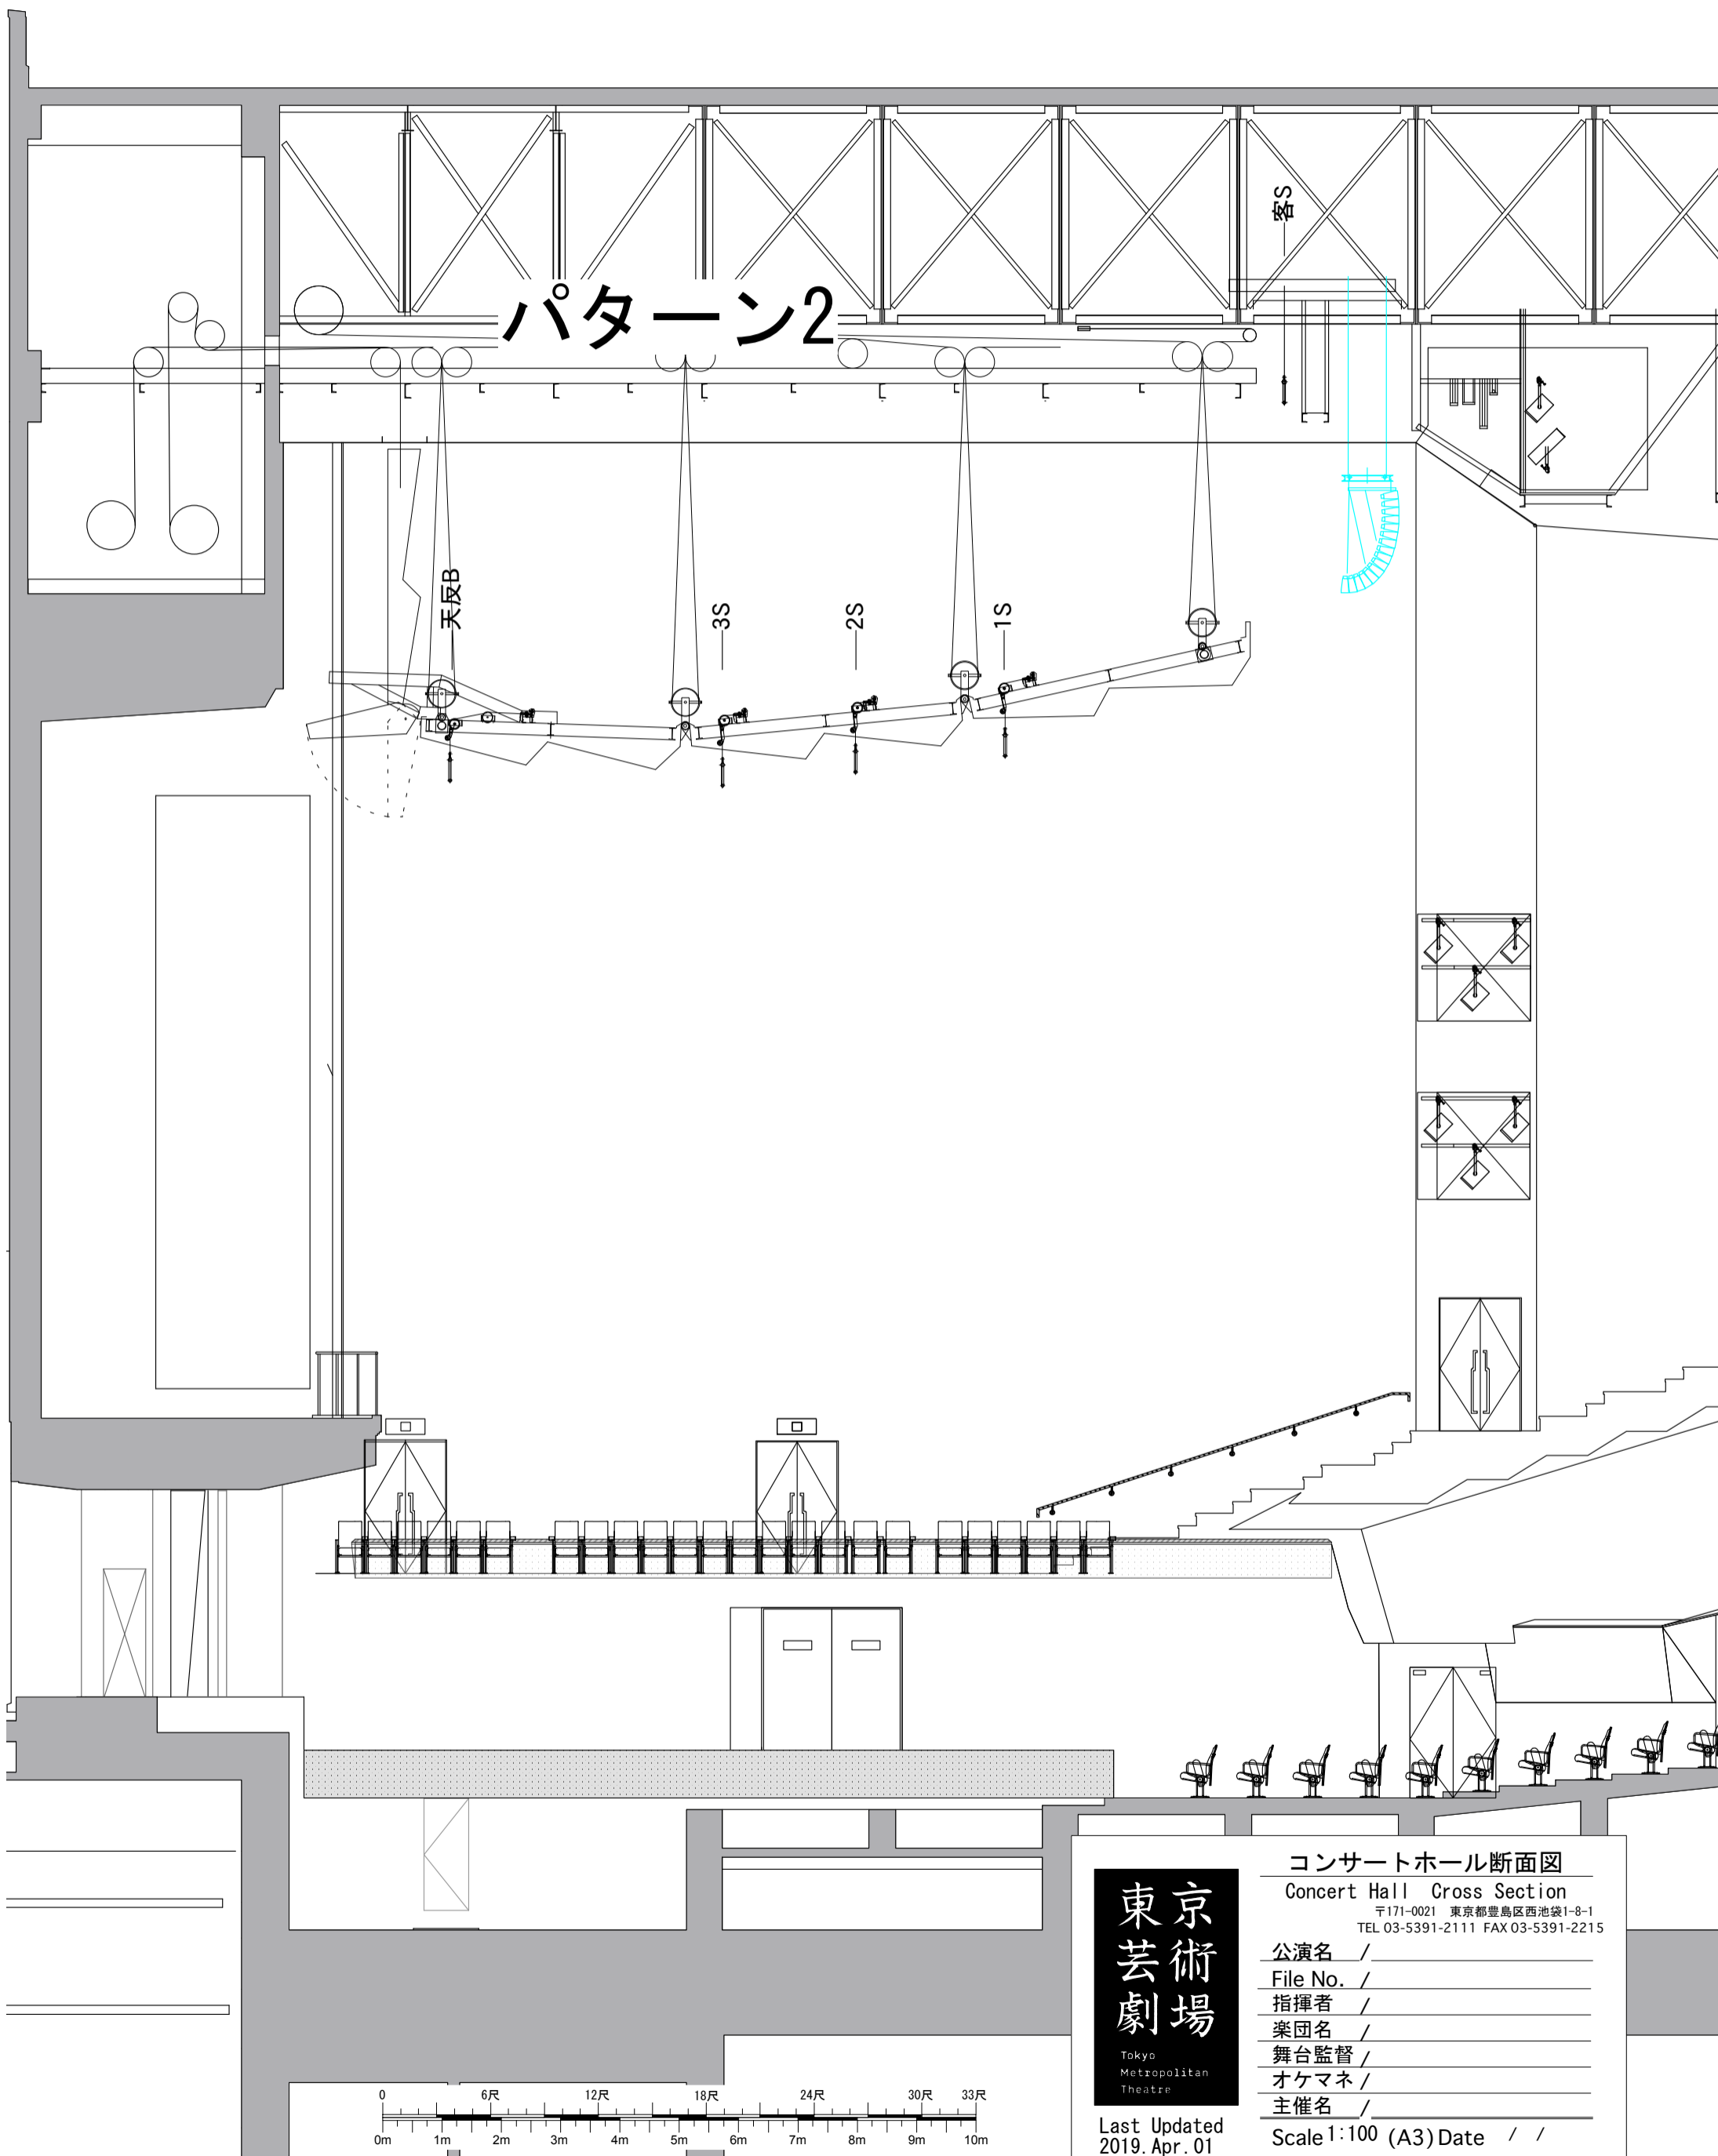 客S
パターン2
天反B
3S
2S
1S
コンサートホール断面図
Concert Hall Cross Section
〒171-0021 東京都豊島区西池袋1-8-1
TEL 03-5391-2111 FAX 03-5391-2215
東京
芸術
劇場
Tokyo
Metropolitan
Theatre
Last Updated
2019.Apr.01
公演名 /
File No. /
指揮者 /
楽団名 /
舞台監督 /
オケマネ /
主催名 /
Scale 1:100 (A3) Date / /
0 6尺 12尺 18尺 24尺 30尺 33尺
0m 1m 2m 3m 4m 5m 6m 7m 8m 9m 10m